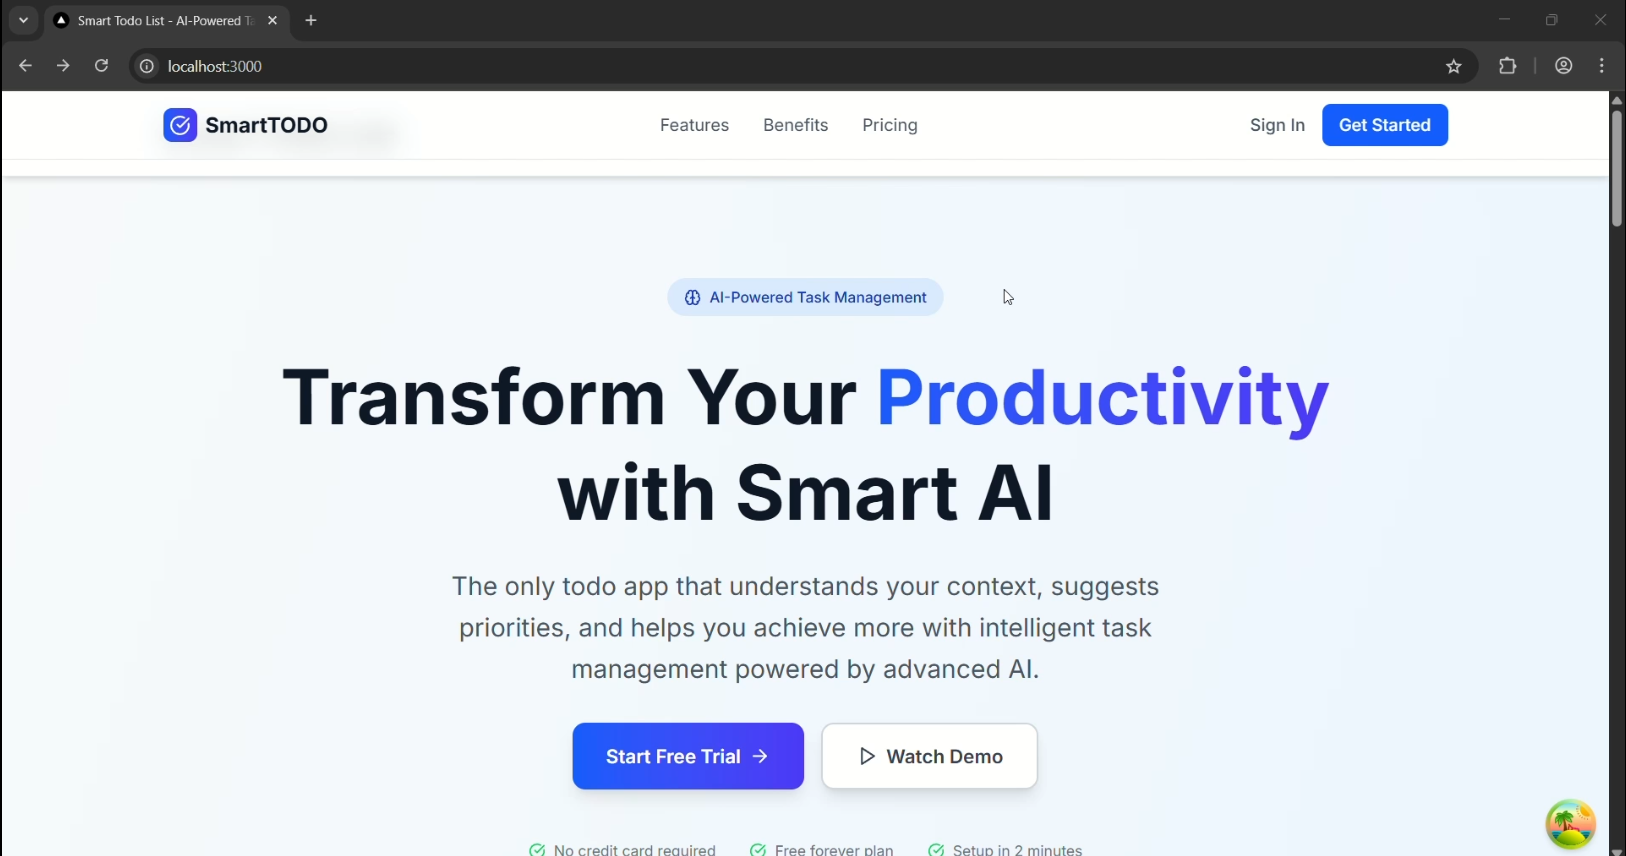 Smart Todo List - AI-Powered Ta
localhost:3000
SmartTODO
Features
Benefits
Pricing
Sign In
Get Started
AI-Powered Task Management
Transform Your Productivity
with Smart AI
The only todo app that understands your context, suggests
priorities, and helps you achieve more with intelligent task
management powered by advanced AI.
Start Free Trial →
Watch Demo
No credit card required
Free forever plan
Setup in 2 minutes